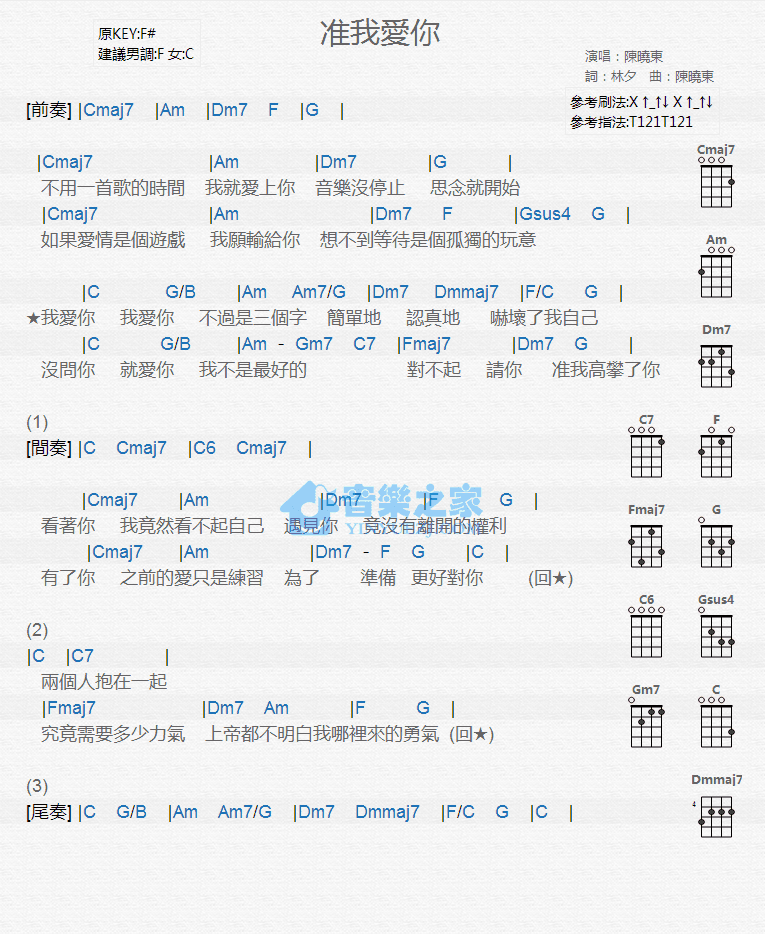 准我愛你
原KEY:F#
建議男調:F 女:C
演唱：陳曉東
詞：林夕 曲：陳曉東
參考刷法:X ↑_↑↓ X ↑_↑↓
參考指法:T121T121
[前奏] |Cmaj7 |Am |Dm7 F |G |
|Cmaj7 |Am |Dm7 |G |
不用一首歌的時間 我就愛上你 音樂沒停止 思念就開始
|Cmaj7 |Am |Dm7 F |Gsus4 G |
如果愛情是個遊戲 我願輸給你 想不到等待是個孤獨的玩意
|C G/B |Am Am7/G |Dm7 Dmmaj7 |F/C G |
★我愛你 我愛你 不過是三個字 簡單地 認真地 嚇壞了我自己
|C G/B |Am - Gm7 C7 |Fmaj7 |Dm7 G |
沒問你 就愛你 我不是最好的 對不起 請你 准我高攀了你
(1)
[間奏] |C Cmaj7 |C6 Cmaj7 |
|Cmaj7 |Am |Dm7 |F G |
看著你 我竟然看不起自己 遇見你 竟沒有離開的權利
|Cmaj7 |Am |Dm7 - F G |C |
有了你 之前的愛只是練習 為了 準備 更好對你 (回★)
(2)
|C |C7 |
兩個人抱在一起
|Fmaj7 |Dm7 Am |F G |
究竟需要多少力氣 上帝都不明白我哪裡來的勇氣 (回★)
(3)
[尾奏] |C G/B |Am Am7/G |Dm7 Dmmaj7 |F/C G |C |
Cmaj7
Am
Dm7
C7 F
Fmaj7 G
C6 Gsus4
Gm7 C
Dmmaj7
4
音樂之家